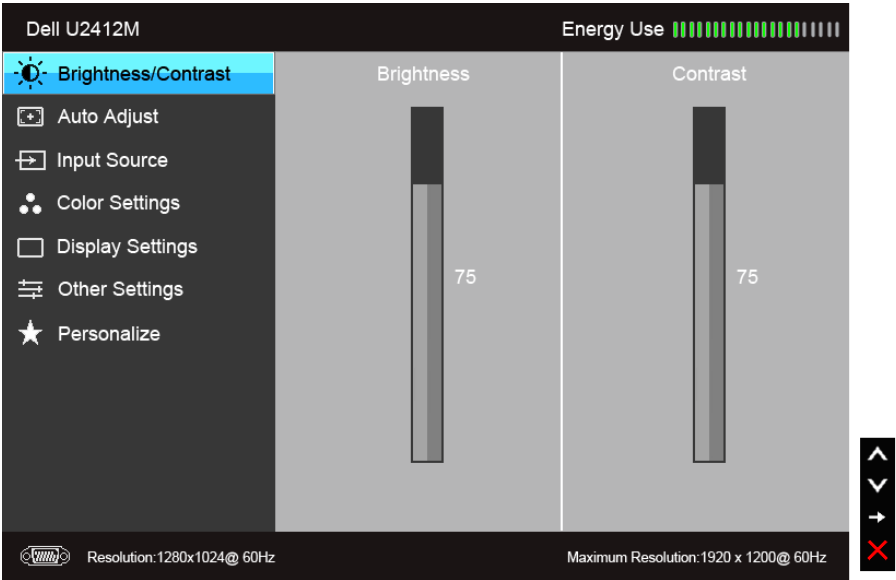 Dell U2412M
Energy Use
Brightness/Contrast
Brightness
Contrast
Auto Adjust
Input Source
Color Settings
Display Settings
Other Settings
Personalize
75
75
Resolution:1280x1024@ 60Hz
Maximum Resolution:1920 x 1200@ 60Hz